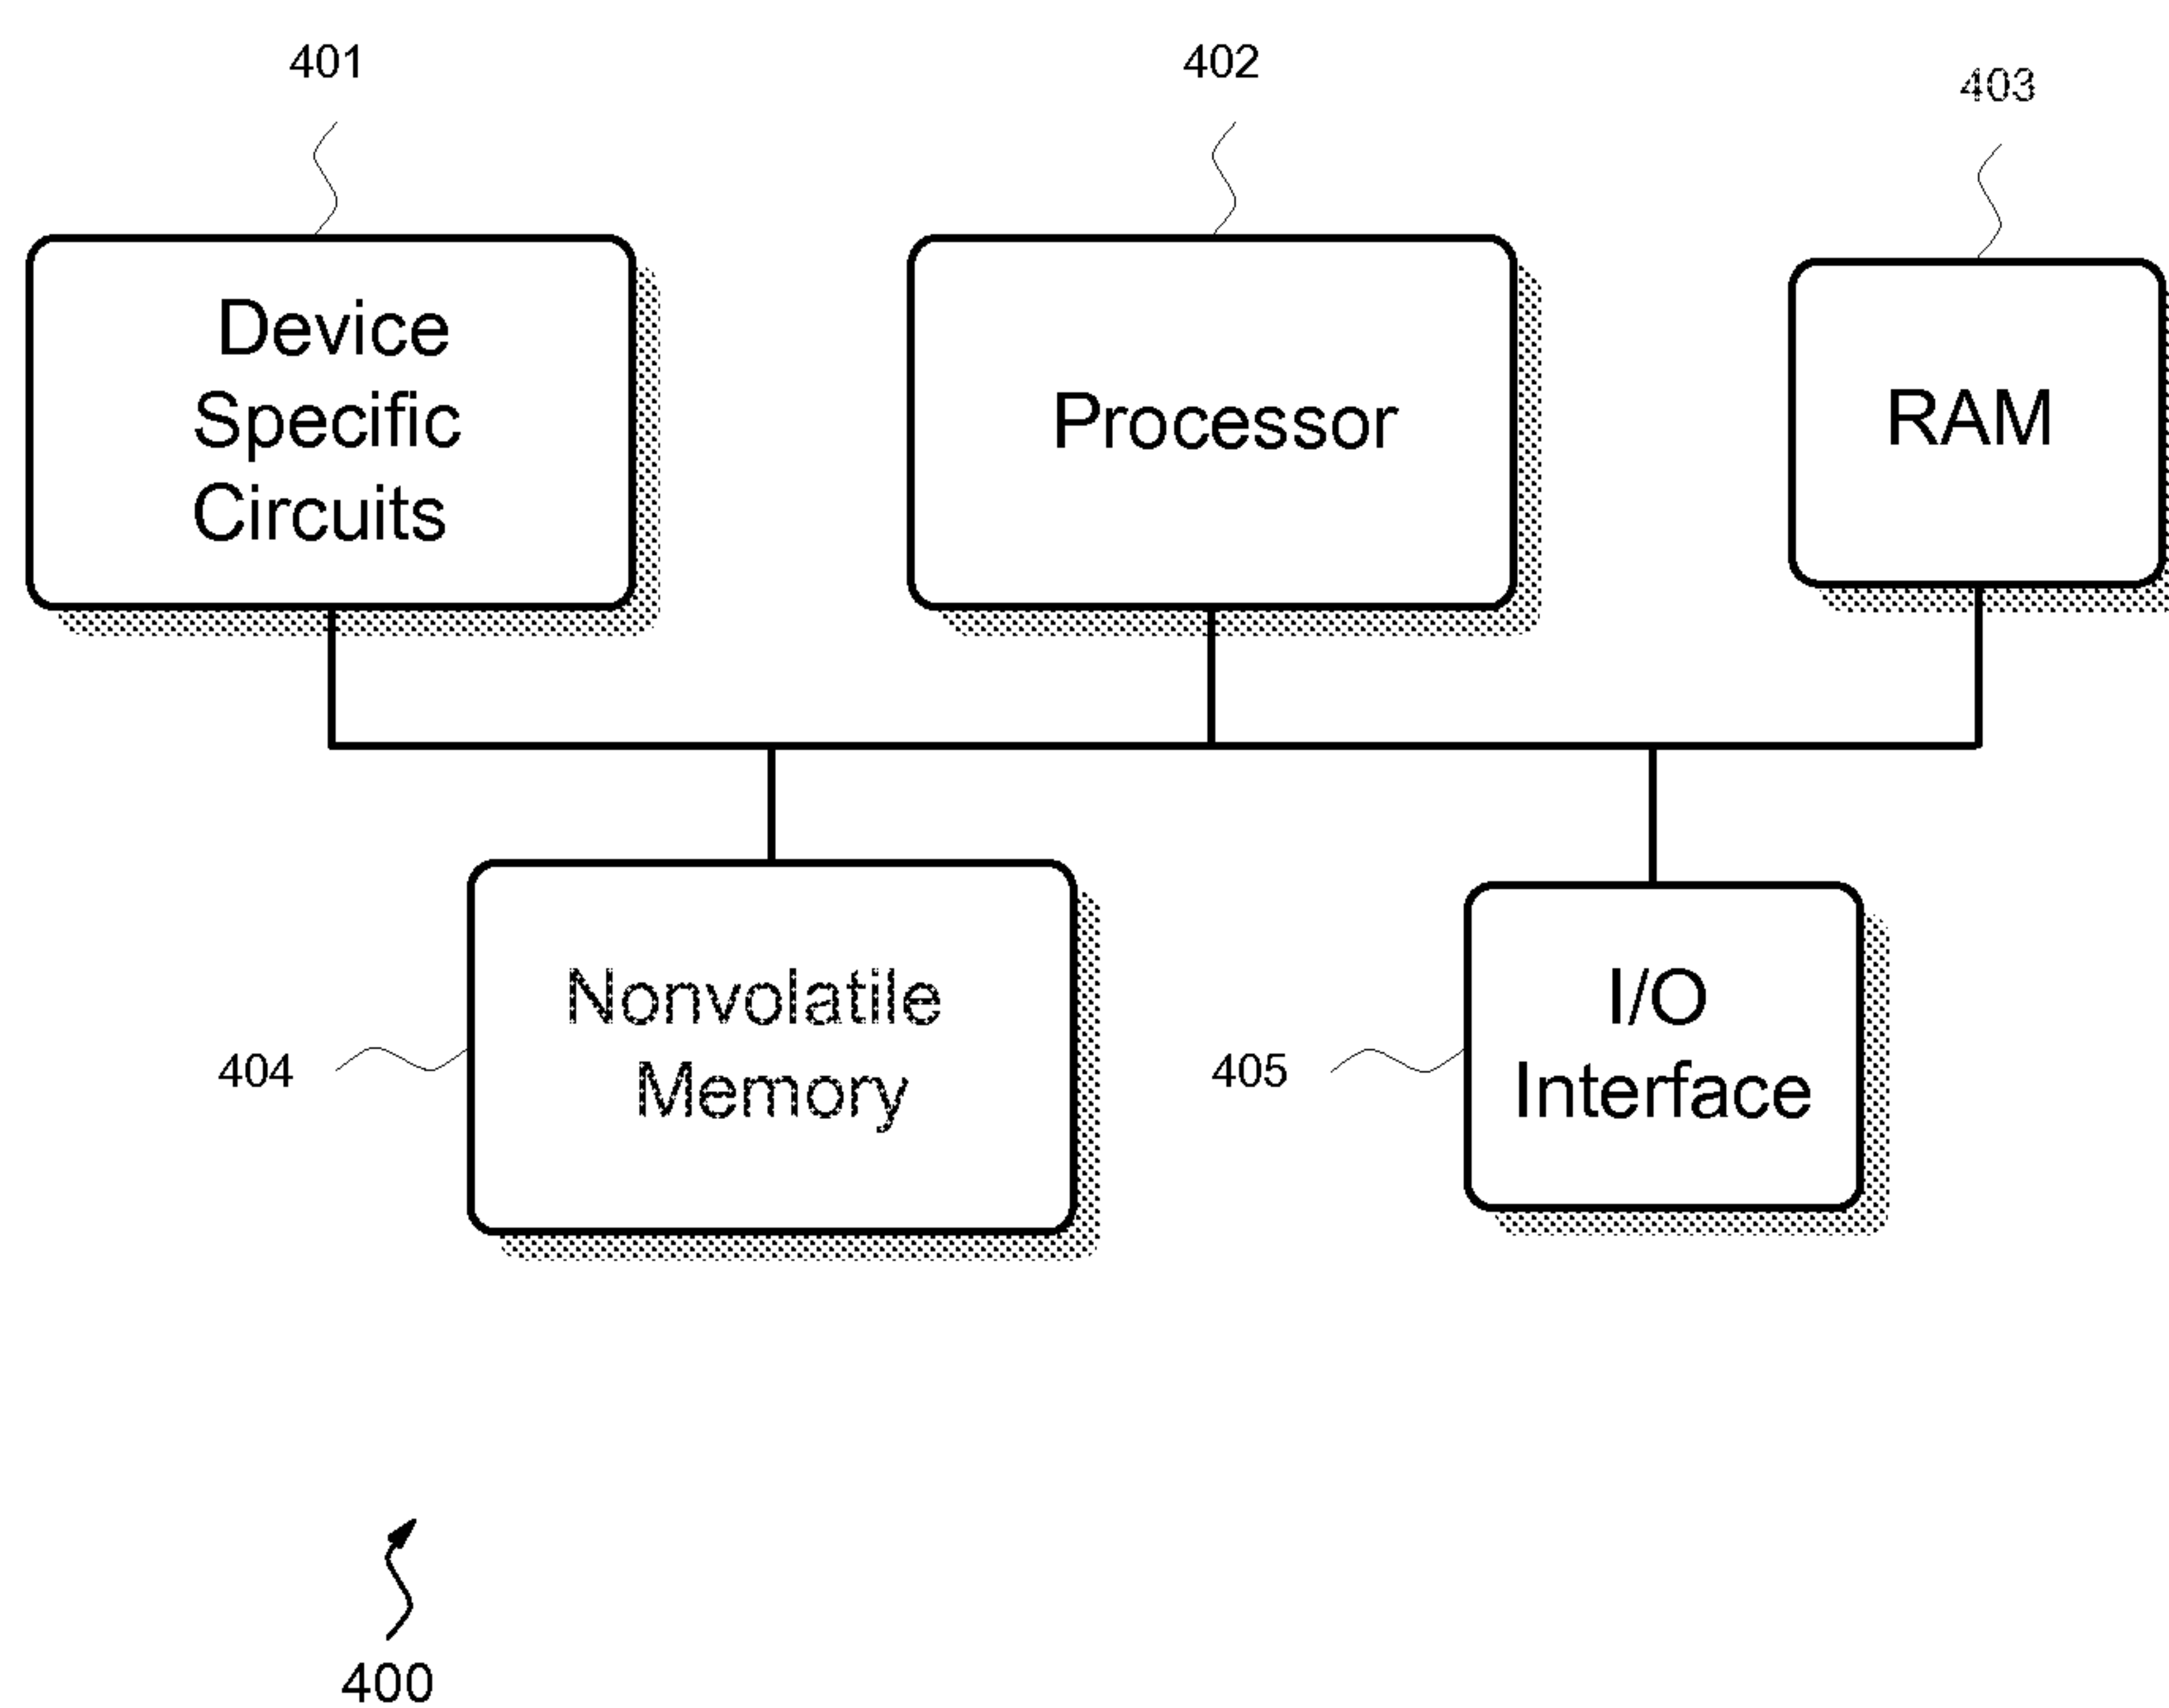 401
402
403
Device
Specific
Circuits
Processor
RAM
Nonvolatile
Memory
404
I/O
Interface
405
400